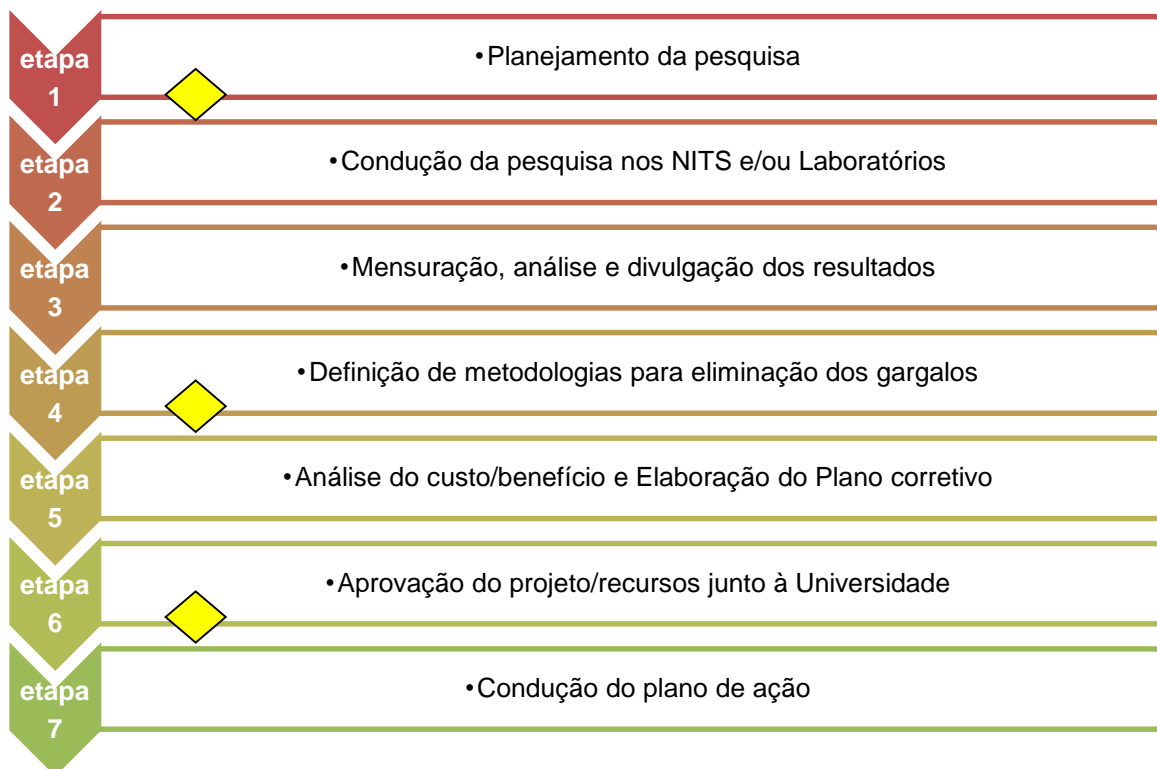 etapa
1
•Planejamento da pesquisa
etapa
2
•Condução da pesquisa nos NITS e/ou Laboratórios
etapa
3
•Mensuração, análise e divulgação dos resultados
etapa
4
•Definição de metodologias para eliminação dos gargalos
etapa
5
•Análise do custo/benefício e Elaboração do Plano corretivo
etapa
6
•Aprovação do projeto/recursos junto à Universidade
etapa
7
•Condução do plano de ação